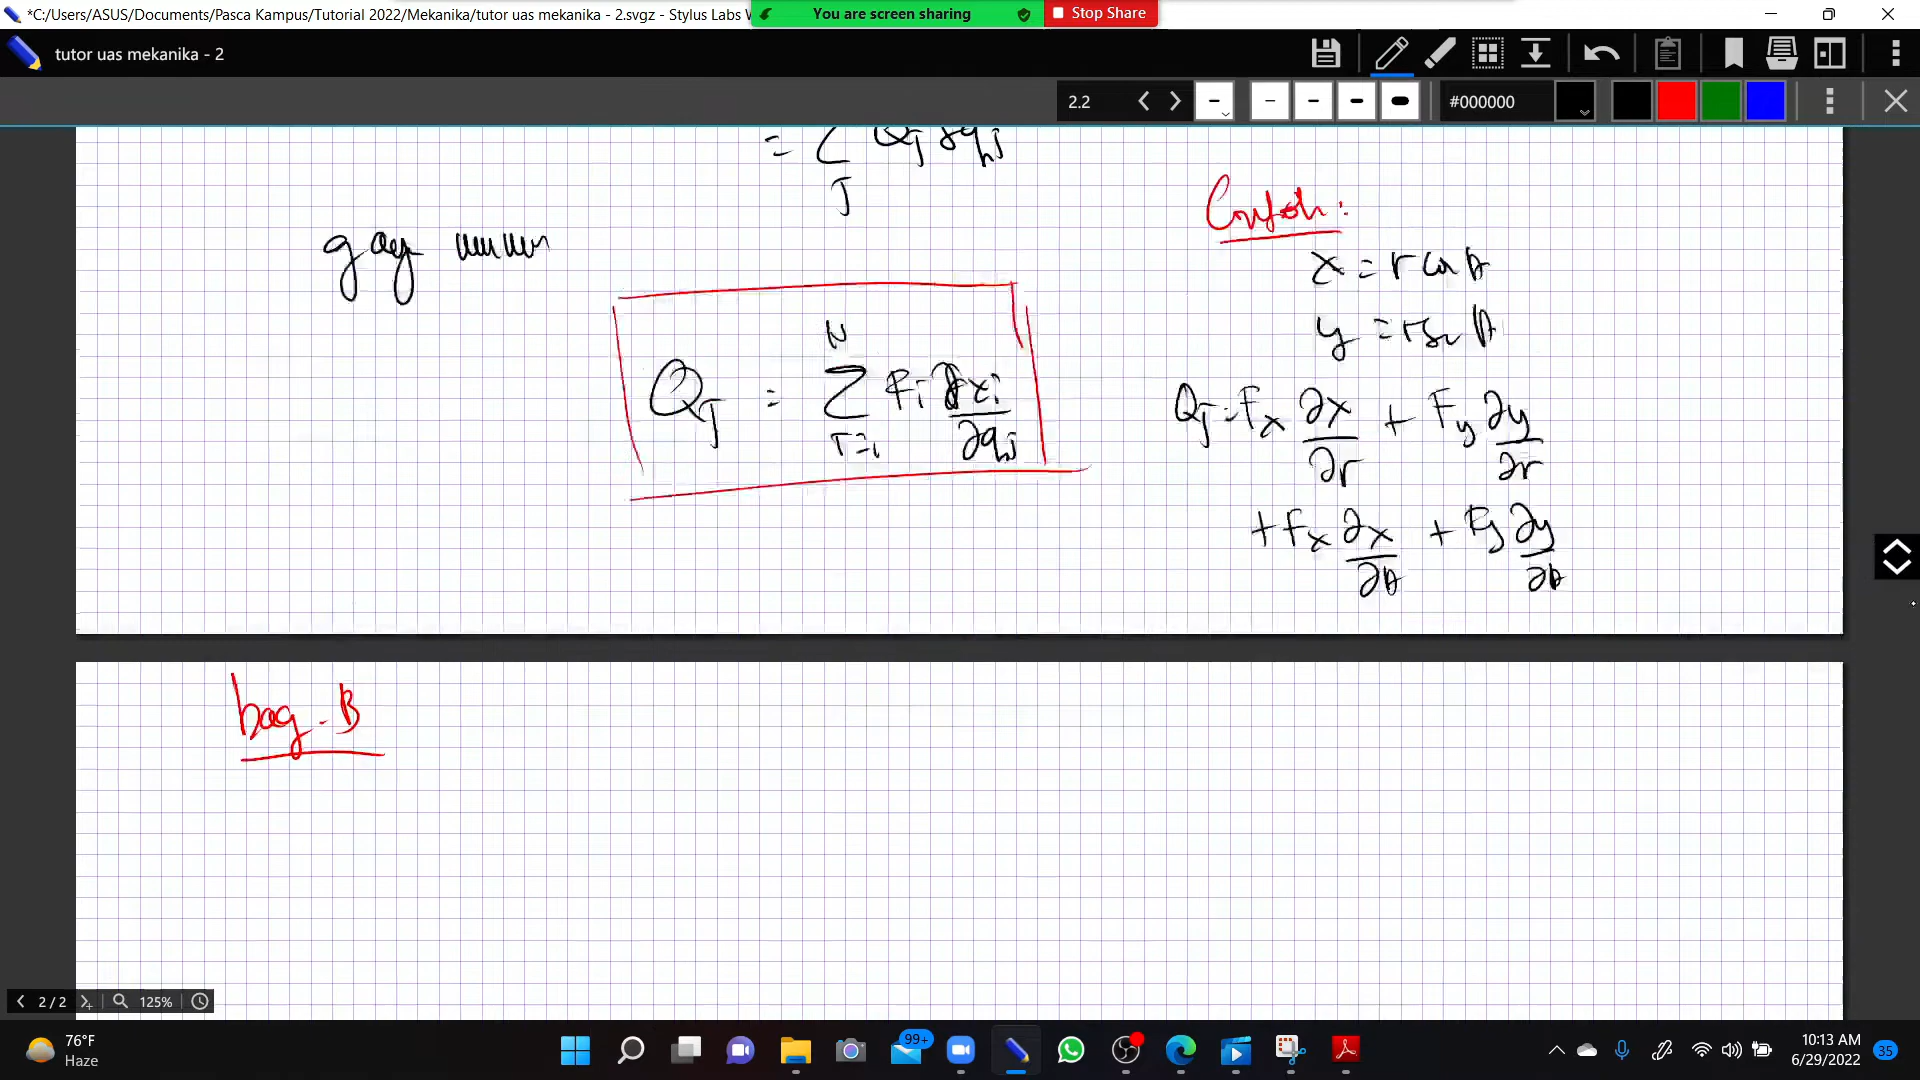 *C:/Users/ASUS/Documents/Pasca Kampus/Tutorial 2022/Mekanika/tutor uas mekanika - 2.svgz - Stylus Labs W
You are screen sharing
Stop Share
tutor uas mekanika - 2
2.2
#000000
= Σ Qj δqj
J
Contoh:
gay umum
x = r cos θ
y = r sin θ
N
Qj = Σ Fi ∂xi/∂qj
i=1
Qj = Fx ∂x/∂r + Fy ∂y/∂r
+ Fx ∂x/∂θ + Fy ∂y/∂θ
bag. B
2 / 2
125%
76°F
Haze
99+
10:13 AM
6/29/2022
35